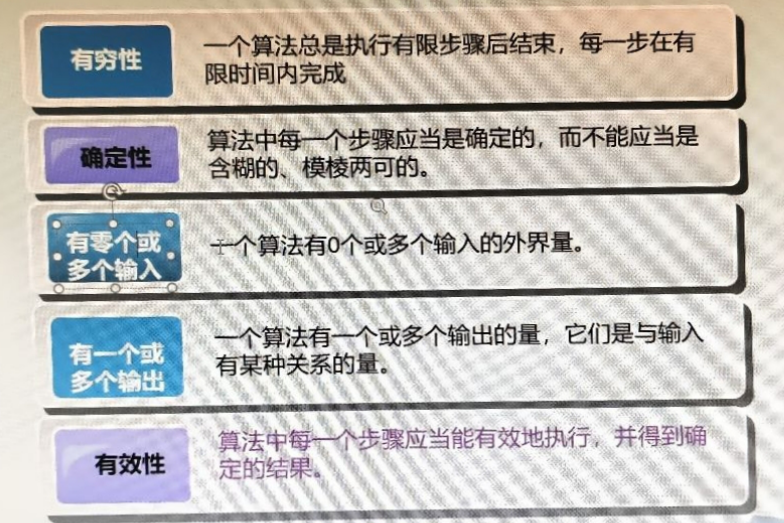 有穷性
一个算法总是执行有限步骤后结束，每一步在有
限时间内完成
确定性
算法中每一个步骤应当是确定的，而不能应当是
含糊的、模棱两可的。
有零个或
多个输入
一个算法有0个或多个输入的外界量。
有一个或
多个输出
一个算法有一个或多个输出的量，它们是与输入
有某种关系的量。
有效性
算法中每一个步骤应当能有效地执行，并得到确
定的结果。